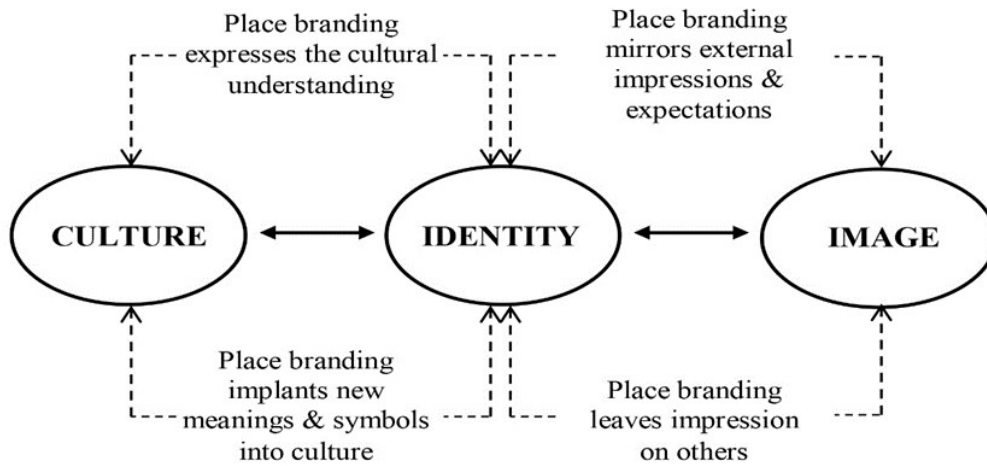 Place branding
expresses the cultural
understanding
Place branding
mirrors external
impressions &
expectations
CULTURE
IDENTITY
IMAGE
Place branding
implants new
meanings & symbols
into culture
Place branding
leaves impression
on others